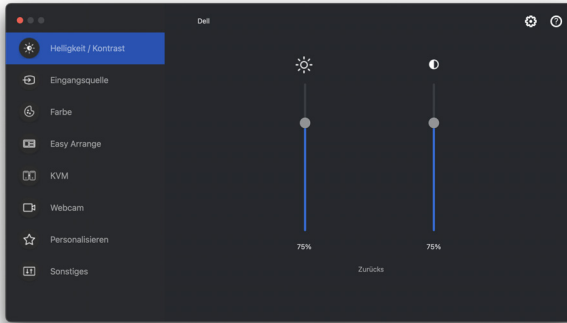 Dell
Helligkeit / Kontrast
Eingangsquelle
Farbe
Easy Arrange
KVM
Webcam
Personalisieren
Sonstiges
75%
75%
Zurücks